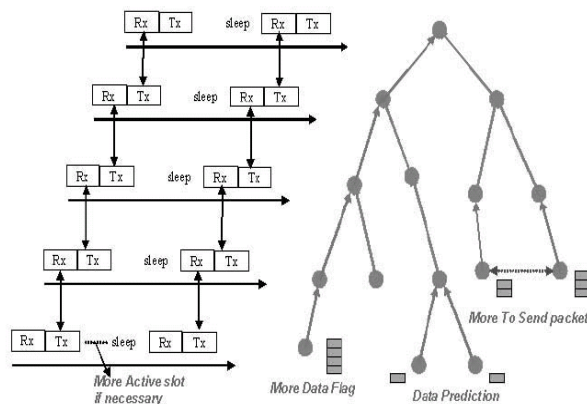 Rx Tx sleep Rx Tx
Rx Tx sleep Rx Tx
Rx Tx sleep Rx Tx
Rx Tx sleep Rx Tx
Rx Tx sleep Rx Tx
More Active slot
if necessary
More Data Flag
Data Prediction
More To Send packet